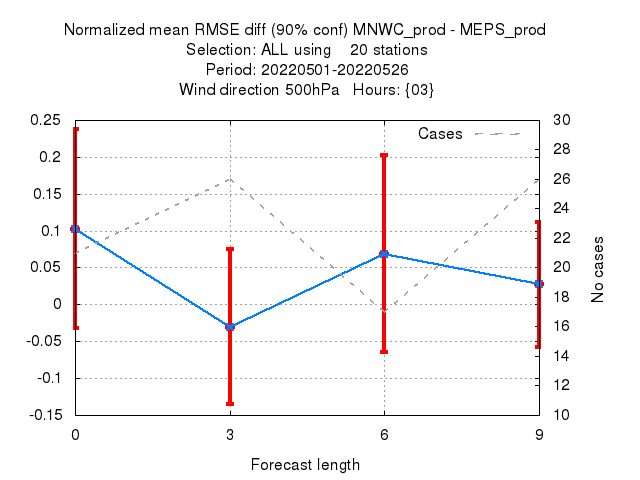 Normalized mean RMSE diff (90% conf) MNWC_prod - MEPS_prod
Selection: ALL using 20 stations
Period: 20220501-20220526
Wind direction 500hPa Hours: {03}
Cases
0.25
0.2
0.15
0.1
0.05
0
-0.05
-0.1
-0.15
30
28
26
24
22
20
18
16
14
12
10
No cases
0 3 6 9
Forecast length